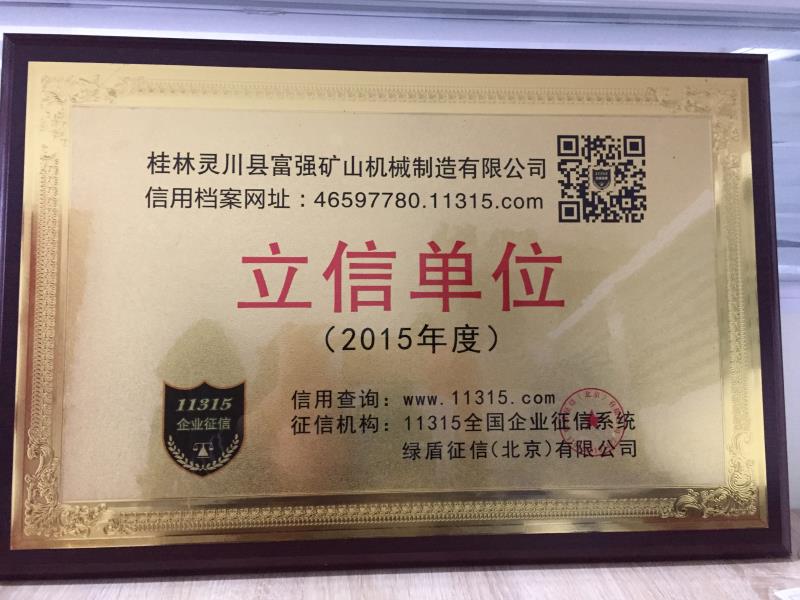 桂林灵川县富强矿山机械制造有限公司
信用档案网址：46597780.11315.com
立信单位
（2015年度）
11315
企业征信
信用查询：www.11315.com
征信机构：11315全国企业征信系统
绿盾征信(北京)有限公司